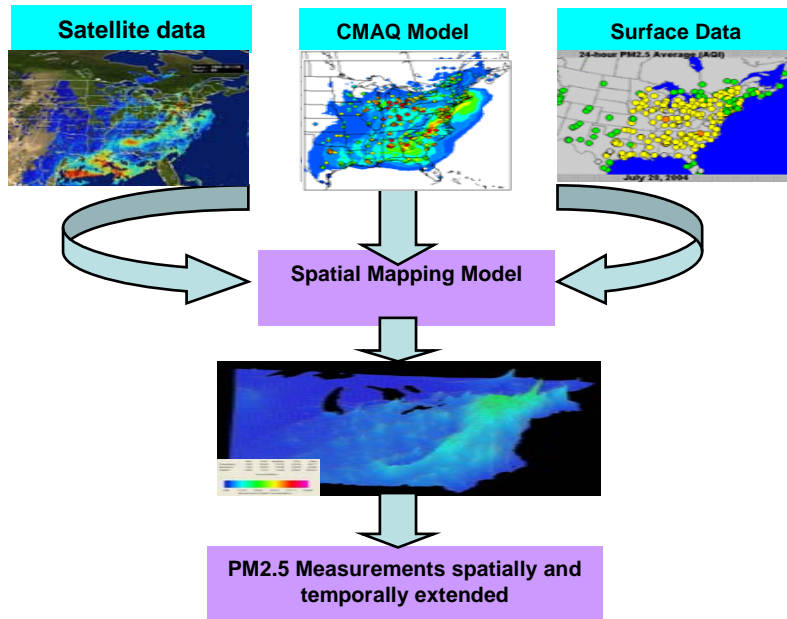 Satellite data
CMAQ Model
Surface Data
24-hour PM2.5 Average (AQI)
July 20, 2004
Spatial Mapping Model
PM2.5 Measurements spatially and
temporally extended